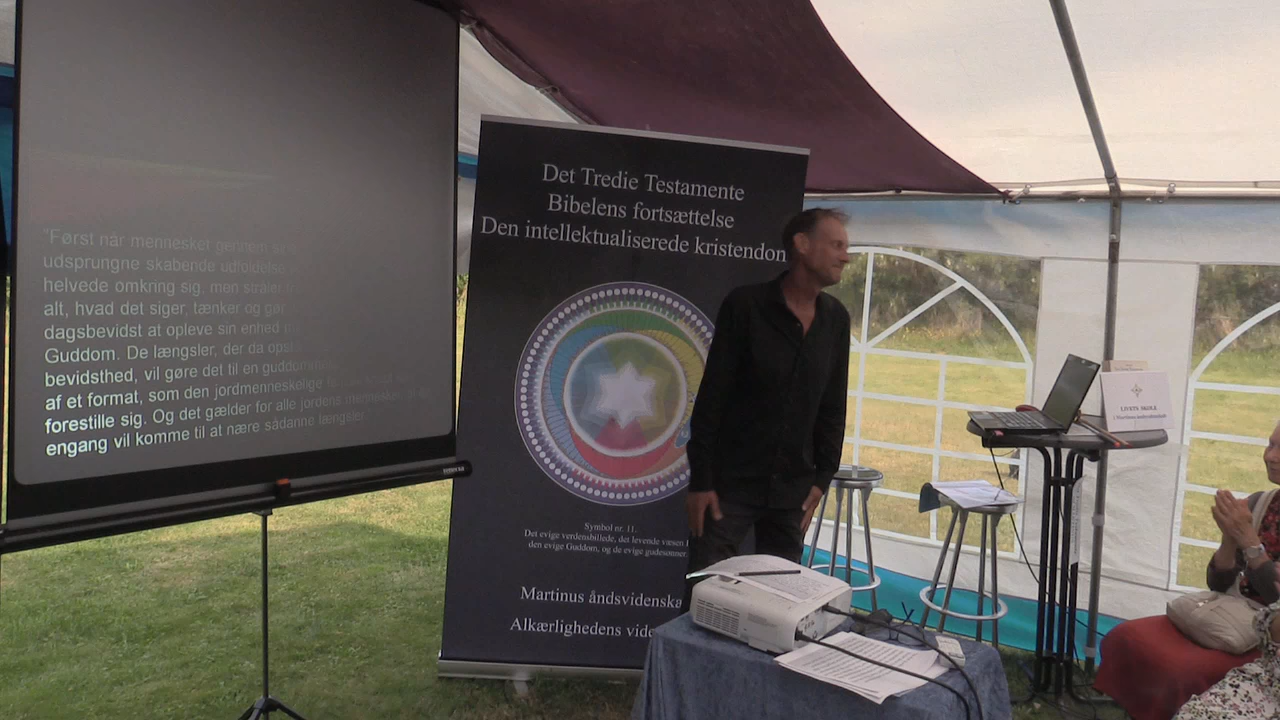 "Først når mennesket gennem
udsprungne skabende udfoldelse
helvede omkring sig, men stråler
alt, hvad det siger, tænker og gør
dagsbevidst at opleve sin enhed
Guddom. De længsler, der da
bevidsthed, vil gøre det til en
af et format, som den jordmenneskelige
forestille sig. Og det gælder for alle jordens mennesker,
engang vil komme til at nære sådanne længsler.
Det Tredie Testamente
Bibelens fortsættelse
Den intellektualiserede kristendom
Symbol nr. 11.
Det evige verdensbillede, det levende væsen
den evige Guddom, og de evige gudesønner
Martinus åndsvidenska
Alkærlighedens vide
LIVETS SKOLE